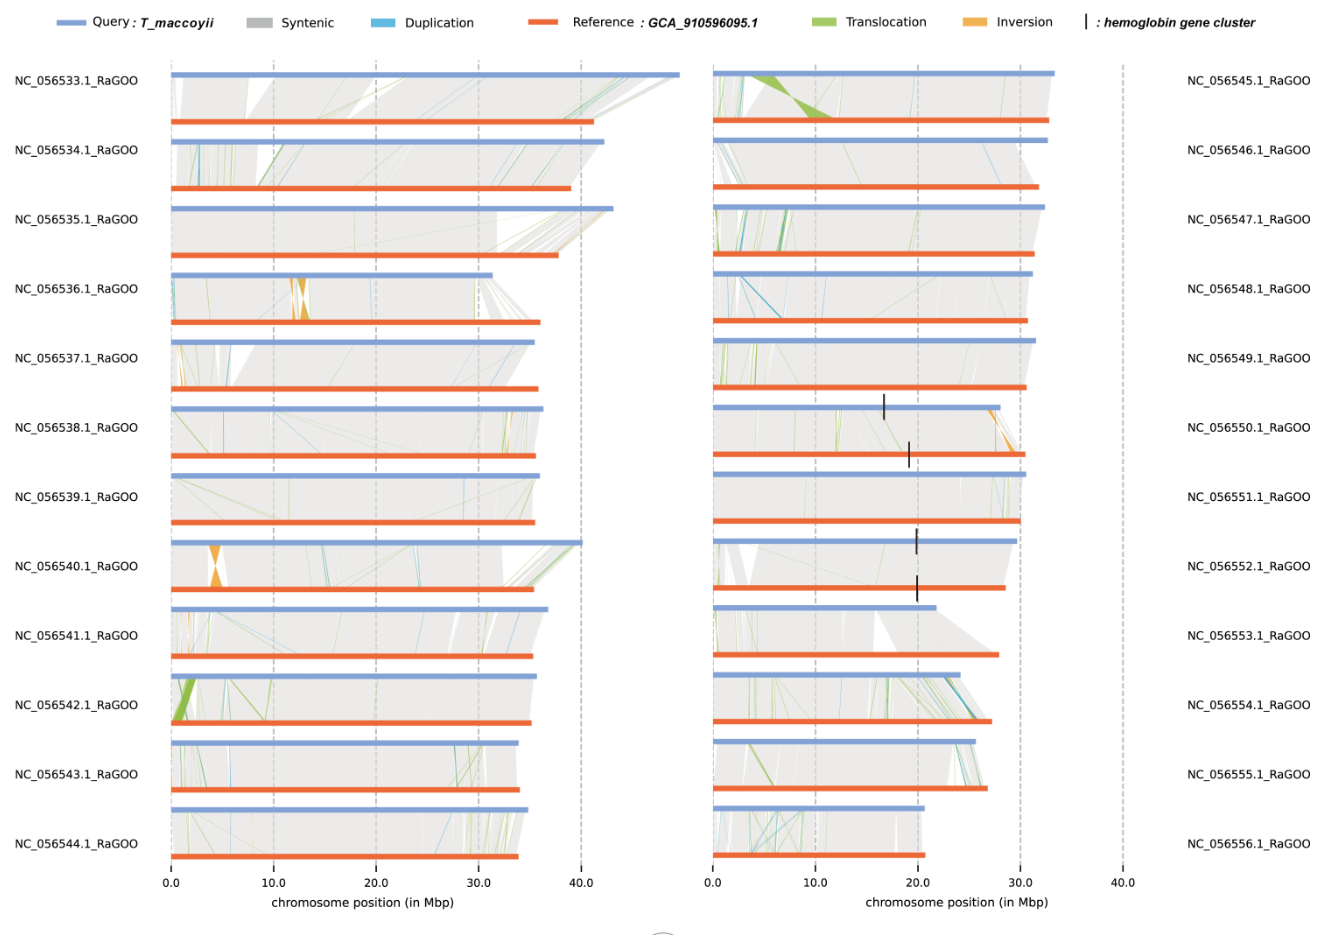 Query : T_maccoyii Syntenic Duplication Reference : GCA_910596095.1 Translocation Inversion : hemoglobin gene cluster
NC_056533.1_RaGOO
NC_056534.1_RaGOO
NC_056535.1_RaGOO
NC_056536.1_RaGOO
NC_056537.1_RaGOO
NC_056538.1_RaGOO
NC_056539.1_RaGOO
NC_056540.1_RaGOO
NC_056541.1_RaGOO
NC_056542.1_RaGOO
NC_056543.1_RaGOO
NC_056544.1_RaGOO
0.0 10.0 20.0 30.0 40.0
chromosome position (in Mbp)
NC_056545.1_RaGOO
NC_056546.1_RaGOO
NC_056547.1_RaGOO
NC_056548.1_RaGOO
NC_056549.1_RaGOO
NC_056550.1_RaGOO
NC_056551.1_RaGOO
NC_056552.1_RaGOO
NC_056553.1_RaGOO
NC_056554.1_RaGOO
NC_056555.1_RaGOO
NC_056556.1_RaGOO
0.0 10.0 20.0 30.0 40.0
chromosome position (in Mbp)